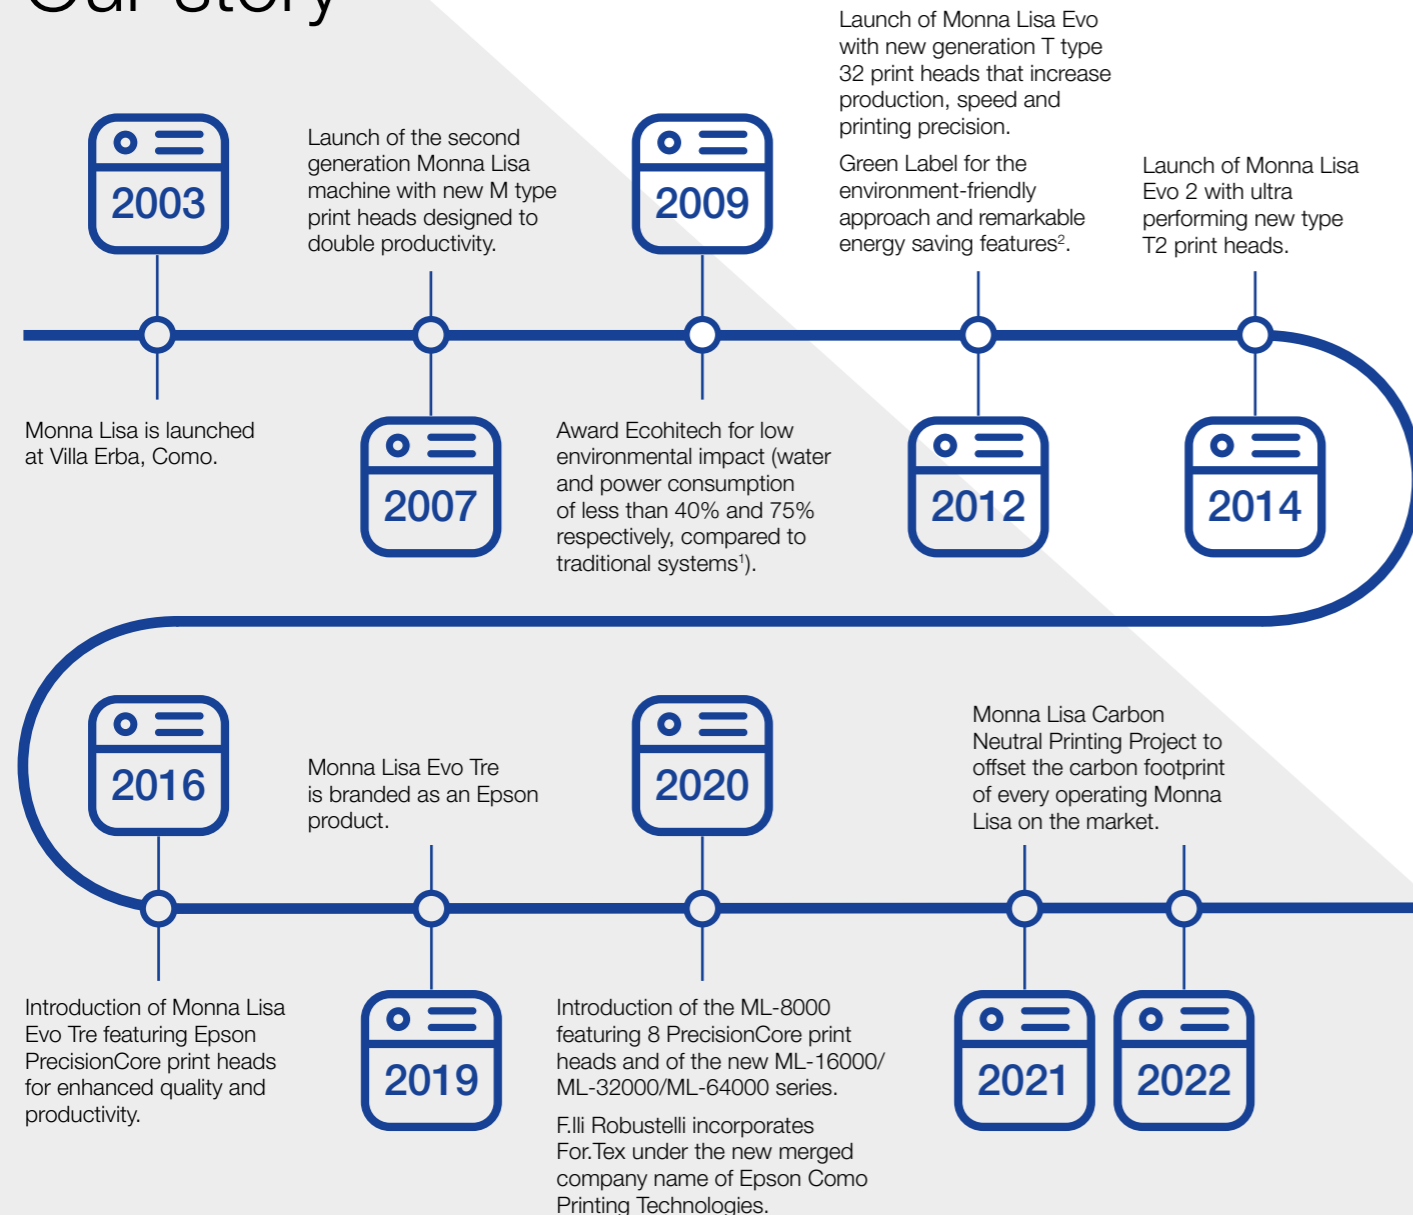 Our story
2003
Monna Lisa is launched
at Villa Erba, Como.
Launch of the second
generation Monna Lisa
machine with new M type
print heads designed to
double productivity.
2007
2009
Award Ecohitech for low
environmental impact (water
and power consumption
of less than 40% and 75%
respectively, compared to
traditional systems¹).
Launch of Monna Lisa Evo
with new generation T type
32 print heads that increase
production, speed and
printing precision.
Green Label for the
environment-friendly
approach and remarkable
energy saving features².
2012
Launch of Monna Lisa
Evo 2 with ultra
performing new type
T2 print heads.
2014
2016
Introduction of Monna Lisa
Evo Tre featuring Epson
PrecisionCore print heads
for enhanced quality and
productivity.
Monna Lisa Evo Tre
is branded as an Epson
product.
2019
2020
Introduction of the ML-8000
featuring 8 PrecisionCore print
heads and of the new ML-16000/
ML-32000/ML-64000 series.
F.lli Robustelli incorporates
For.Tex under the new merged
company name of Epson Como
Printing Technologies.
Monna Lisa Carbon
Neutral Printing Project to
offset the carbon footprint
of every operating Monna
Lisa on the market.
2021
2022